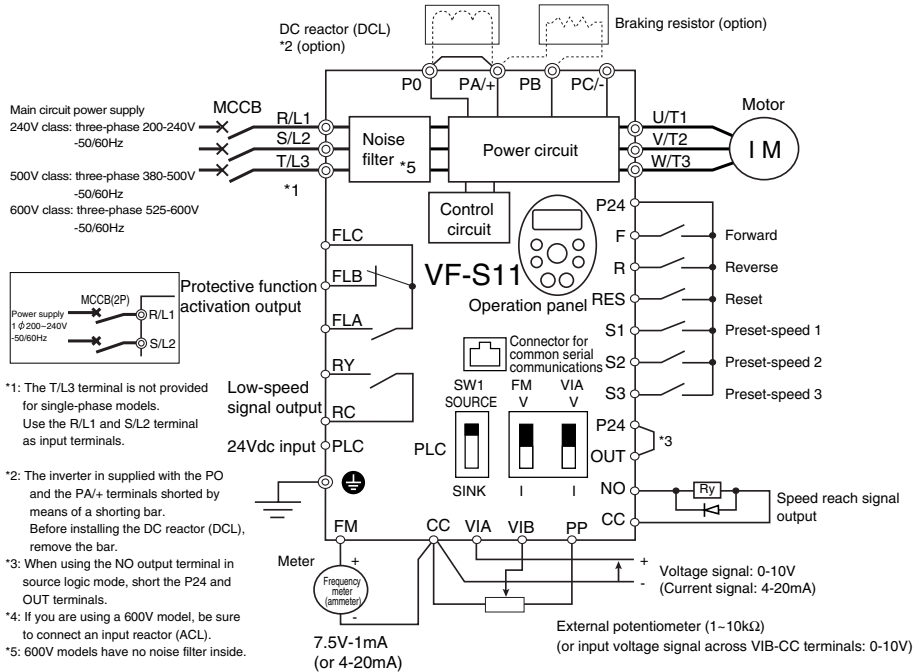 DC reactor (DCL)
*2 (option)
Braking resistor (option)
P0
PA/+
PB
PC/-
Main circuit power supply
240V class: three-phase 200-240V
-50/60Hz
500V class: three-phase 380-500V
-50/60Hz
600V class: three-phase 525-600V
-50/60Hz
MCCB
R/L1
S/L2
T/L3
*1
Noise
filter *5
Power circuit
Control
circuit
U/T1
V/T2
W/T3
Motor
I M
FLC
FLB
FLA
Protective function
activation output
VF-S11
Operation panel
P24
F
Forward
R
Reverse
RES
Reset
S1
Preset-speed 1
S2
Preset-speed 2
S3
Preset-speed 3
MCCB(2P)
Power supply
1ϕ200~240V
-50/60Hz
R/L1
S/L2
Connector for
common serial
communications
RY
RC
Low-speed
signal output
24Vdc input
PLC
SW1
SOURCE
PLC
SINK
FM
V
I
VIA
V
I
P24
*3
OUT
NO
Ry
CC
Speed reach signal
output
*1: The T/L3 terminal is not provided
for single-phase models.
Use the R/L1 and S/L2 terminal
as input terminals.
*2: The inverter in supplied with the PO
and the PA/+ terminals shorted by
means of a shorting bar.
Before installing the DC reactor (DCL),
remove the bar.
*3: When using the NO output terminal in
source logic mode, short the P24 and
OUT terminals.
*4: If you are using a 600V model, be sure
to connect an input reactor (ACL).
*5: 600V models have no noise filter inside.
FM
CC
VIA
VIB
PP
Meter
+
Frequency
meter
(ammeter)
-
7.5V-1mA
(or 4-20mA)
+
-
Voltage signal: 0-10V
(Current signal: 4-20mA)
External potentiometer (1~10kΩ)
(or input voltage signal across VIB-CC terminals: 0-10V)